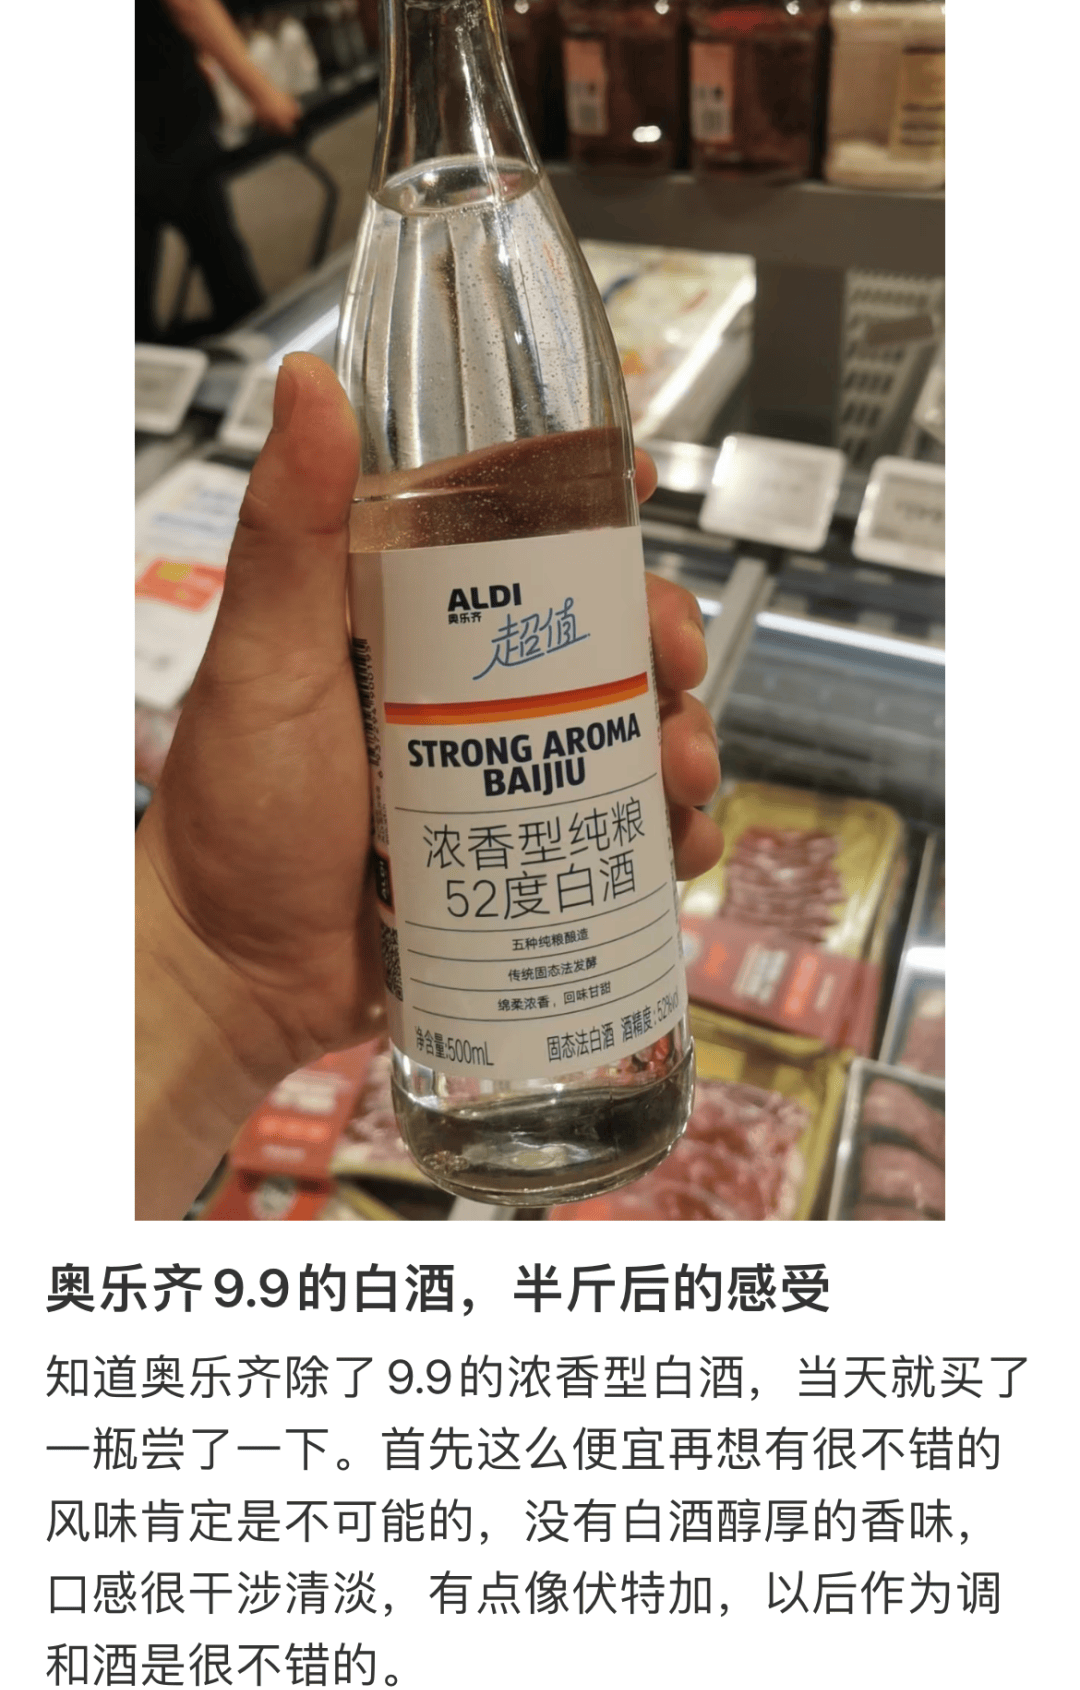 ALDI
奥乐齐
超值
STRONG AROMA
BAIJIU
浓香型纯粮
52度白酒
五种纯粮酿造
传统固态法发酵
绵柔浓香，回味甘甜
净含量:500mL
固态法白酒 酒精度:52%vol
奥乐齐9.9的白酒，半斤后的感受
知道奥乐齐除了9.9的浓香型白酒，当天就买了
一瓶尝了一下。首先这么便宜再想有很不错的
风味肯定是不可能的，没有白酒醇厚的香味，
口感很干涉清淡，有点像伏特加，以后作为调
和酒是很不错的。